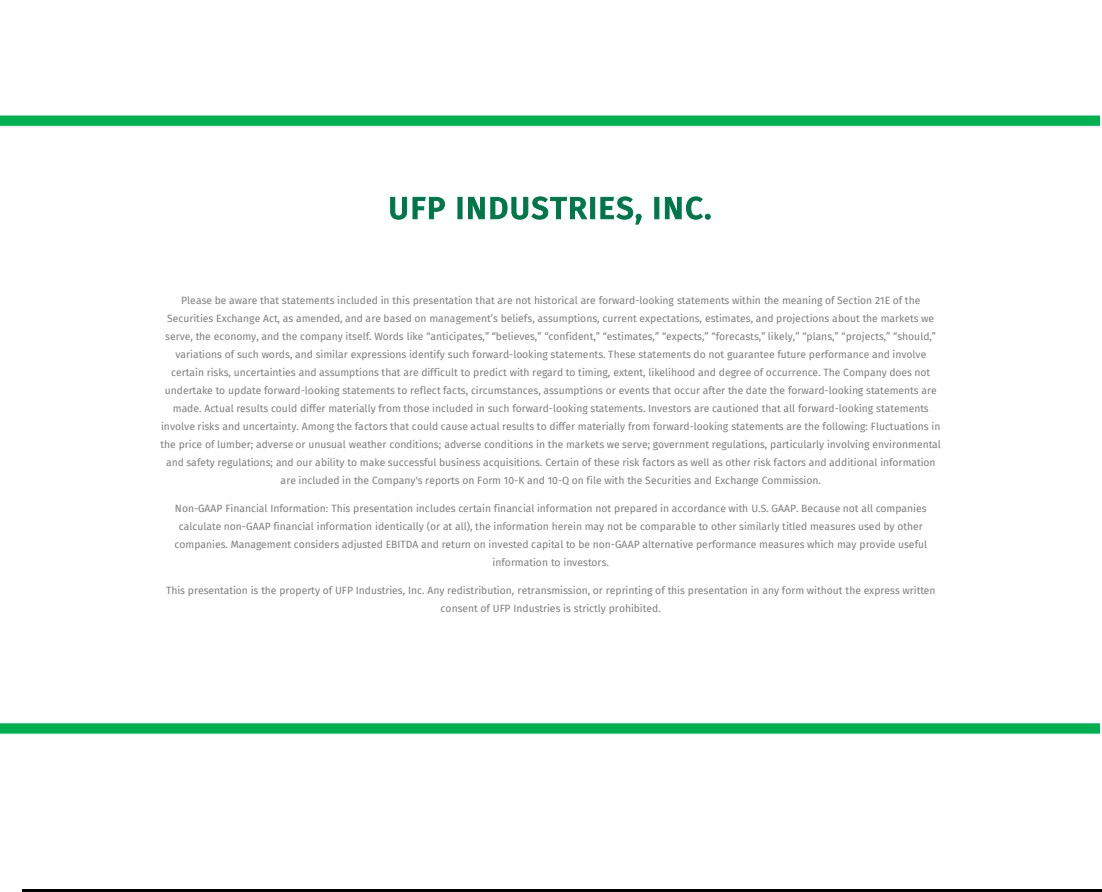 UFP INDUSTRIES, INC.
Please be aware that statements included in this presentation that are not historical are forward-looking statements within the meaning of Section 21E of the
Securities Exchange Act, as amended, and are based on management’s beliefs, assumptions, current expectations, estimates, and projections about the markets we
serve, the economy, and the company itself. Words like “anticipates,” “believes,” “confident,” “estimates,” “expects,” “forecasts,” likely,” “plans,” “projects,” “should,”
variations of such words, and similar expressions identify such forward-looking statements. These statements do not guarantee future performance and involve
certain risks, uncertainties and assumptions that are difficult to predict with regard to timing, extent, likelihood and degree of occurrence. The Company does not
undertake to update forward-looking statements to reflect facts, circumstances, assumptions or events that occur after the date the forward-looking statements are
made. Actual results could differ materially from those included in such forward-looking statements. Investors are cautioned that all forward-looking statements
involve risks and uncertainty. Among the factors that could cause actual results to differ materially from forward-looking statements are the following: Fluctuations in
the price of lumber; adverse or unusual weather conditions; adverse conditions in the markets we serve; government regulations, particularly involving environmental
and safety regulations; and our ability to make successful business acquisitions. Certain of these risk factors as well as other risk factors and additional information
are included in the Company's reports on Form 10-K and 10-Q on file with the Securities and Exchange Commission.
Non-GAAP Financial Information: This presentation includes certain financial information not prepared in accordance with U.S. GAAP. Because not all companies
calculate non-GAAP financial information identically (or at all), the information herein may not be comparable to other similarly titled measures used by other
companies. Management considers adjusted EBITDA and return on invested capital to be non-GAAP alternative performance measures which may provide useful
information to investors.
This presentation is the property of UFP Industries, Inc. Any redistribution, retransmission, or reprinting of this presentation in any form without the express written
consent of UFP Industries is strictly prohibited.